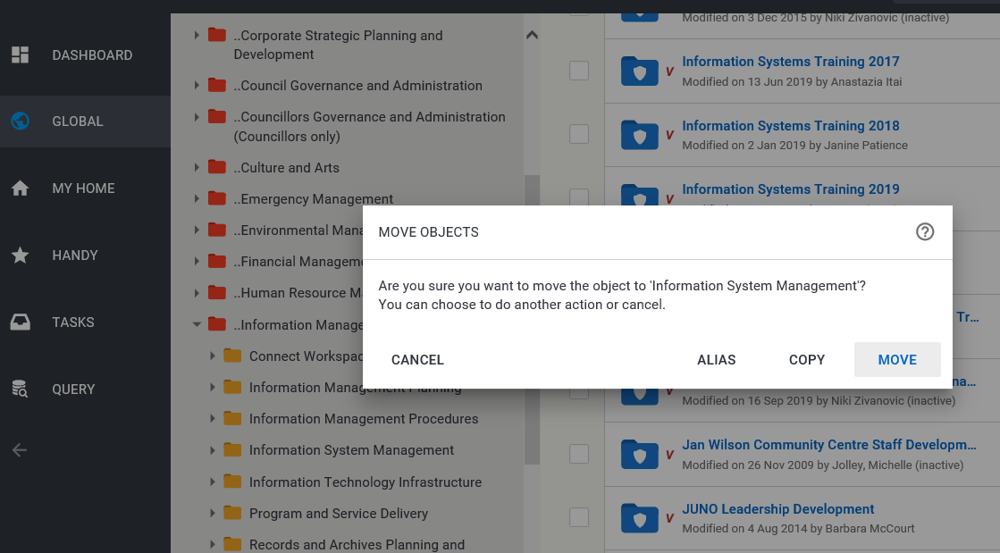 DASHBOARD
GLOBAL
MY HOME
HANDY
TASKS
QUERY
..Corporate Strategic Planning and
Development
..Council Governance and Administration
..Councillors Governance and Administration
(Councillors only)
..Culture and Arts
..Emergency Management
..Environmental Mana
..Financial Manageme
..Human Resource M
..Information Manage
Connect Workspac
Information Management Planning
Information Management Procedures
Information System Management
Information Technology Infrastructure
Program and Service Delivery
Records and Archives Planning and
Modified on 3 Dec 2015 by Niki Zivanovic (inactive)
V Information Systems Training 2017
Modified on 13 Jun 2019 by Anastazia Itai
V Information Systems Training 2018
Modified on 2 Jan 2019 by Janine Patience
V Information Systems Training 2019
MOVE OBJECTS
?
Are you sure you want to move the object to 'Information System Management'?
You can choose to do another action or cancel.
CANCEL
ALIAS
COPY
MOVE
Tr...
na...
Modified on 16 Sep 2019 by Niki Zivanovic (inactive)
V Jan Wilson Community Centre Staff Developm...
Modified on 26 Nov 2009 by Jolley, Michelle (inactive)
V JUNO Leadership Development
Modified on 4 Aug 2014 by Barbara McCourt